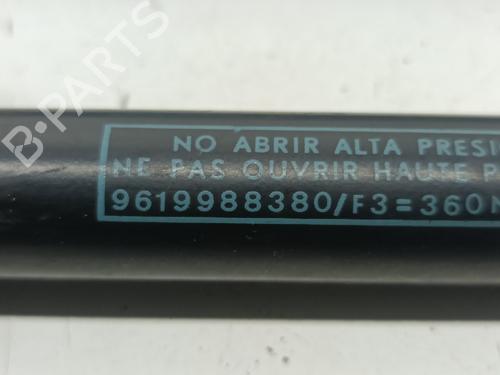 B-PARTS
NO ABRIR ALTA PRESI
NE PAS OUVRIR HAUTE P
9619988380/F3=360N